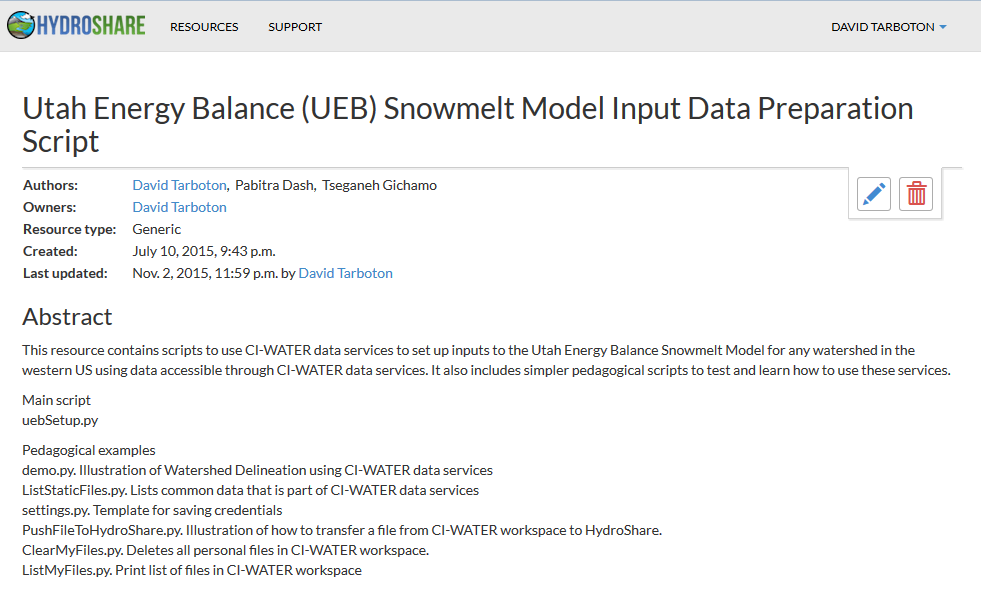 HYDROSHARE RESOURCES SUPPORT DAVID TARBOTON
Utah Energy Balance (UEB) Snowmelt Model Input Data Preparation
Script
Authors: David Tarboton, Pabitra Dash, Tseganeh Gichamo
Owners: David Tarboton
Resource type: Generic
Created: July 10, 2015, 9:43 p.m.
Last updated: Nov. 2, 2015, 11:59 p.m. by David Tarboton
Abstract
This resource contains scripts to use CI-WATER data services to set up inputs to the Utah Energy Balance Snowmelt Model for any watershed in the
western US using data accessible through CI-WATER data services. It also includes simpler pedagogical scripts to test and learn how to use these services.
Main script
uebSetup.py
Pedagogical examples
demo.py. Illustration of Watershed Delineation using CI-WATER data services
ListStaticFiles.py. Lists common data that is part of CI-WATER data services
settings.py. Template for saving credentials
PushFileToHydroShare.py. Illustration of how to transfer a file from CI-WATER workspace to HydroShare.
ClearMyFiles.py. Deletes all personal files in CI-WATER workspace.
ListMyFiles.py. Print list of files in CI-WATER workspace